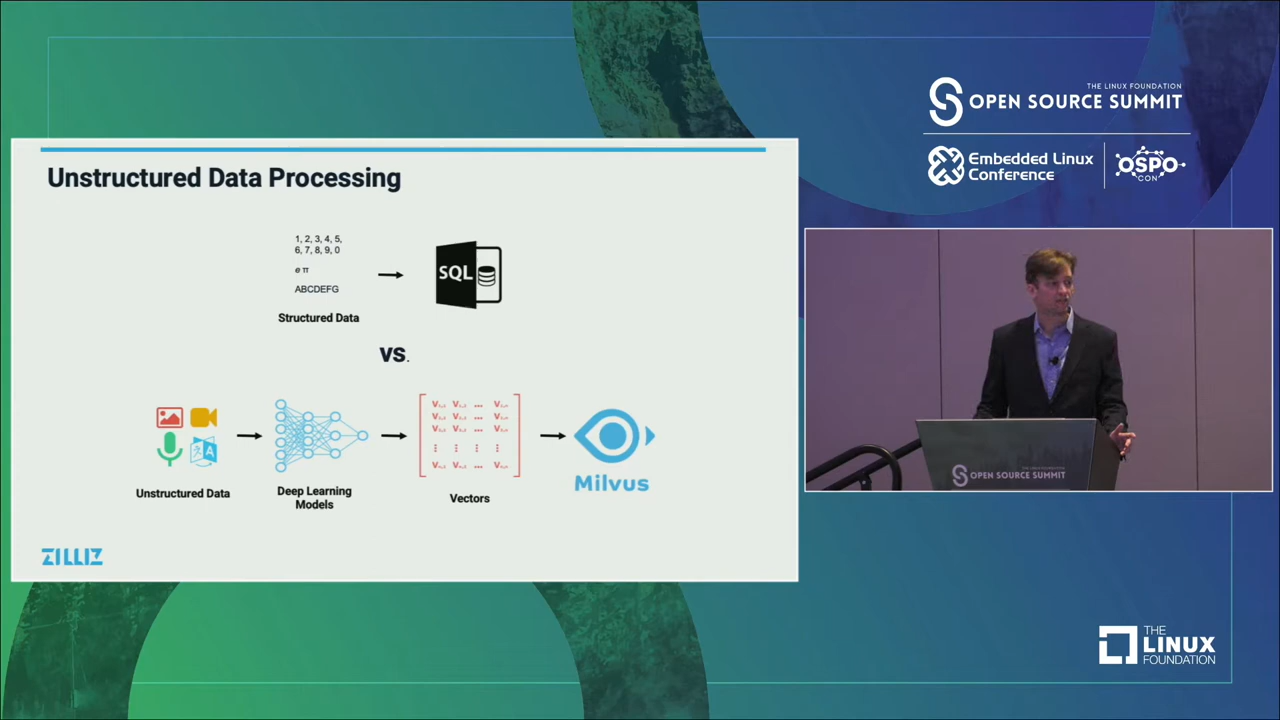 Unstructured Data Processing
1, 2, 3, 4, 5,
6, 7, 8, 9, 0
e π
ABCDEFG
Structured Data
SQL
VS.
Unstructured Data
Deep Learning
Models
Vectors
Milvus
ZILLIZ
THE LINUX FOUNDATION
OPEN SOURCE SUMMIT
Embedded Linux
Conference
OSPO
CON
OPEN SOURCE SUMMIT
THE
LINUX
FOUNDATION